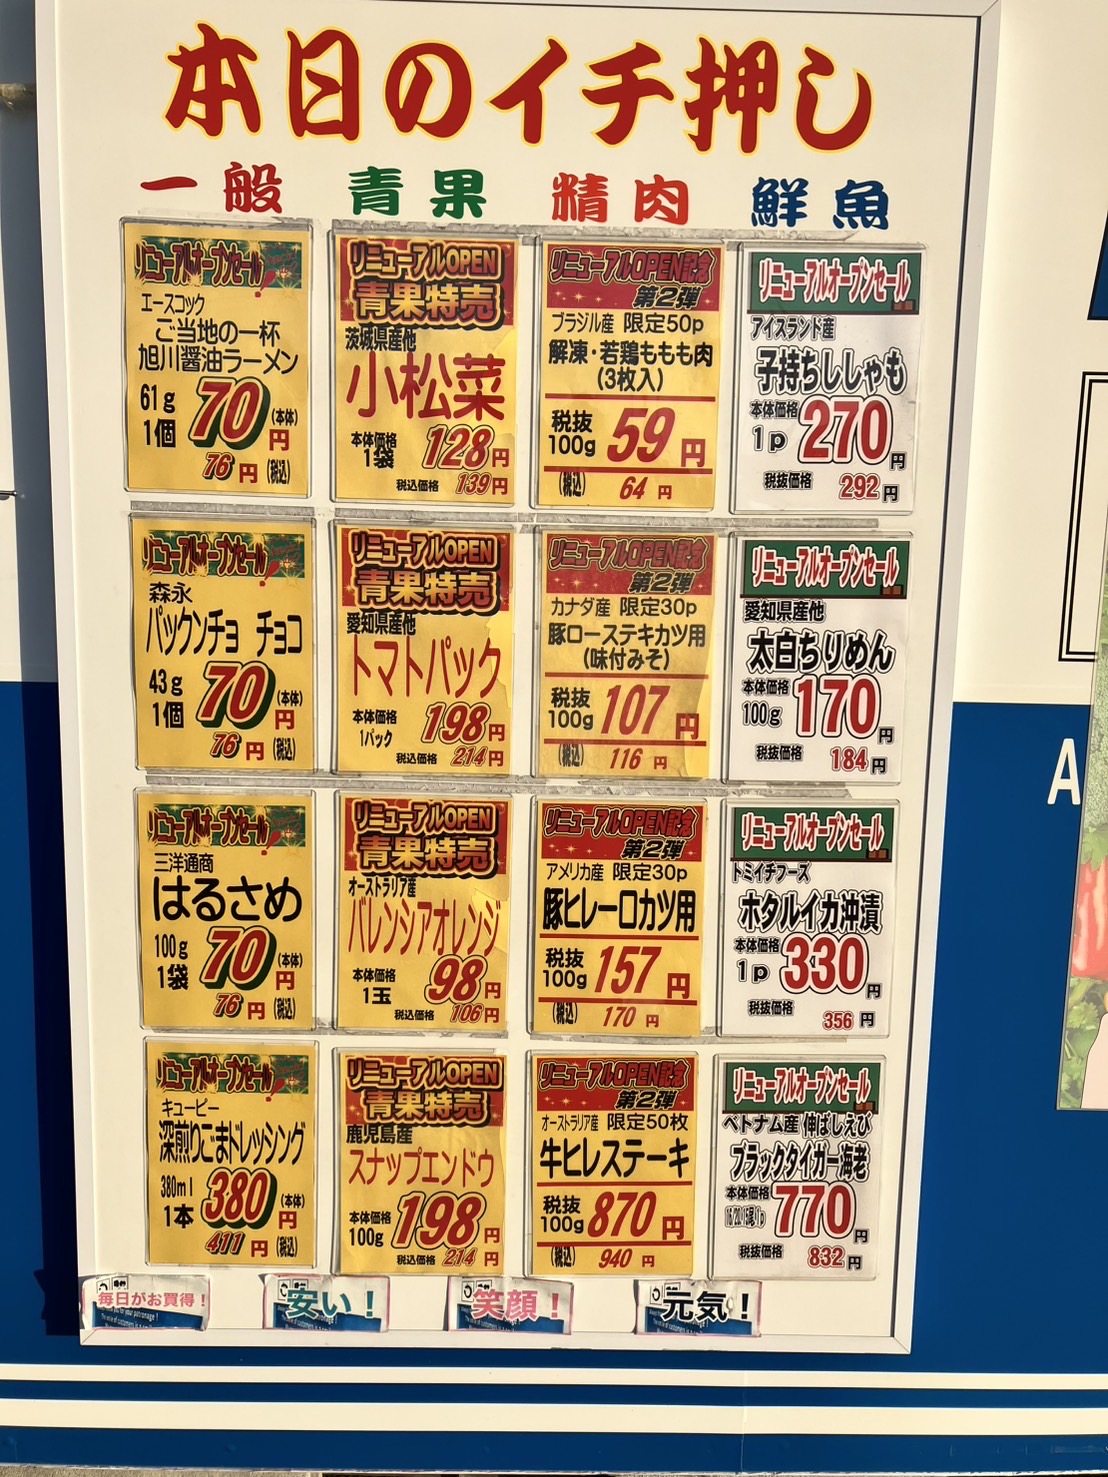 本日のイチ押し
一般 青果 精肉 鮮魚
リニューアルオープンセール!
エースコック
ご当地の一杯
旭川醤油ラーメン
61g
1個
70円
(本体)
76円(税込)
リニューアルOPEN
青果特売
茨城県産他
小松菜
本体価格
1袋
128円
税込価格 139円
リニューアルOPEN記念
第2弾
ブラジル産 限定50p
解凍・若鶏ももも肉
(3枚入)
税抜
100g
59円
(税込) 64円
リニューアルオープンセール
アイスランド産
子持ちししゃも
本体価格
1p
270円
税抜価格 292円
リニューアルオープンセール!
森永
パックンチョ チョコ
43g
1個
70円
(本体)
76円(税込)
リニューアルOPEN
青果特売
愛知県産他
トマトパック
本体価格
1パック
198円
税込価格 214円
リニューアルOPEN記念
第2弾
カナダ産 限定30p
豚ローステキカツ用
(味付みそ)
税抜
100g
107円
(税込) 116円
リニューアルオープンセール
愛知県産他
太白ちりめん
本体価格
100g
170円
税抜価格 184円
リニューアルオープンセール!
三洋通商
はるさめ
100g
1袋
70円
(本体)
76円(税込)
リニューアルOPEN
青果特売
オーストラリア産
バレンシアオレンジ
本体価格
1玉
98円
税込価格 106円
リニューアルOPEN記念
第2弾
アメリカ産 限定30p
豚ヒレ一口カツ用
税抜
100g
157円
(税込) 170円
リニューアルオープンセール
トミイチフーズ
ホタルイカ沖漬
本体価格
1p
330円
税抜価格 356円
リニューアルオープンセール!
キューピー
深煎りごまドレッシング
380ml
1本
380円
(本体)
411円(税込)
リニューアルOPEN
青果特売
鹿児島産
スナップエンドウ
本体価格
100g
198円
税込価格 214円
リニューアルOPEN記念
第2弾
オーストラリア産 限定50枚
牛ヒレステーキ
税抜
100g
870円
(税込) 940円
リニューアルオープンセール
ベトナム産 伸ばしえび
ブラックタイガー海老
本体価格
16/20 15尾/1p
770円
税抜価格 832円
毎日がお買得!
安い!
笑顔!
元気!
A